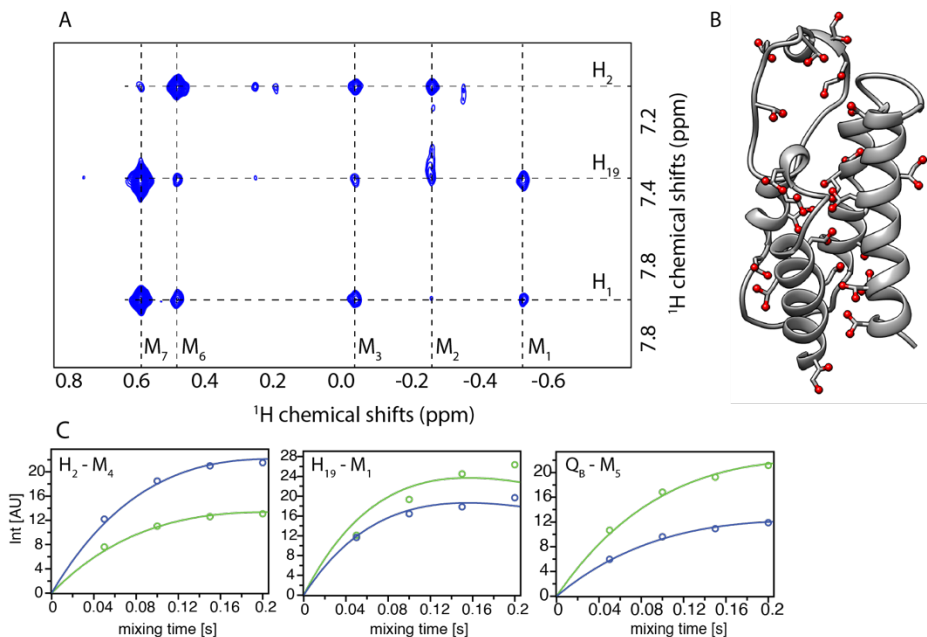 A
B
H2
7.2
H19
7.4
7.8
H1
7.8
¹H chemical shifts (ppm)
M7 M6 M3 M2 M1
0.8 0.6 0.4 0.2 0.0 -0.2 -0.4 -0.6
¹H chemical shifts (ppm)
C
H2 - M4
20
12
4
0
Int [AU]
0 0.04 0.08 0.12 0.16 0.2
mixing time [s]
H19 - M1
28
24
20
16
12
8
4
0
0 0.04 0.08 0.12 0.16 0.2
mixing time [s]
QB - M5
20
12
4
0
0 0.04 0.08 0.12 0.16 0.2
mixing time [s]